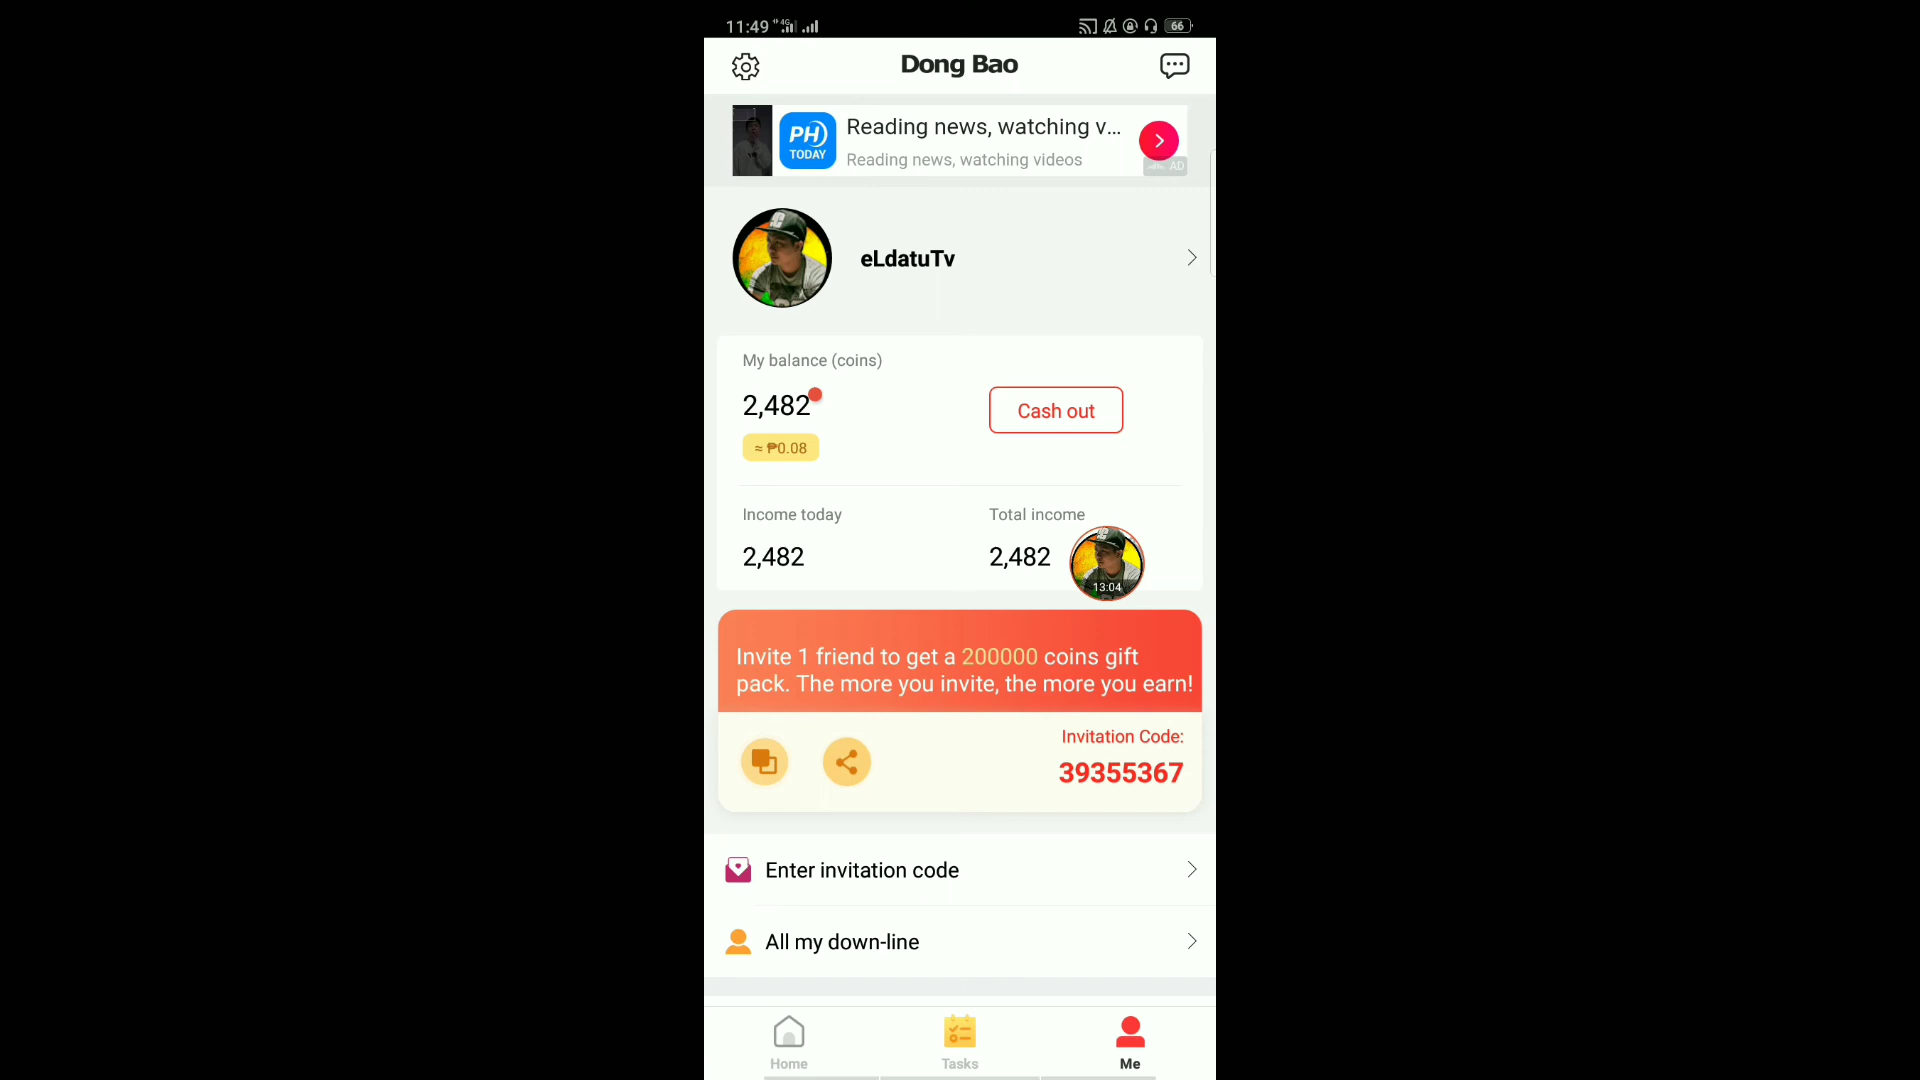 11:49
4G
66
Dong Bao
PH
TODAY
Reading news, watching v...
Reading news, watching videos
AD
eLdatuTv
My balance (coins)
2,482
Cash out
≈ ₱0.08
Income today
Total income
2,482
2,482
13:04
Invite 1 friend to get a 200000 coins gift
pack. The more you invite, the more you earn!
Invitation Code:
39355367
Enter invitation code
All my down-line
Home
Tasks
Me